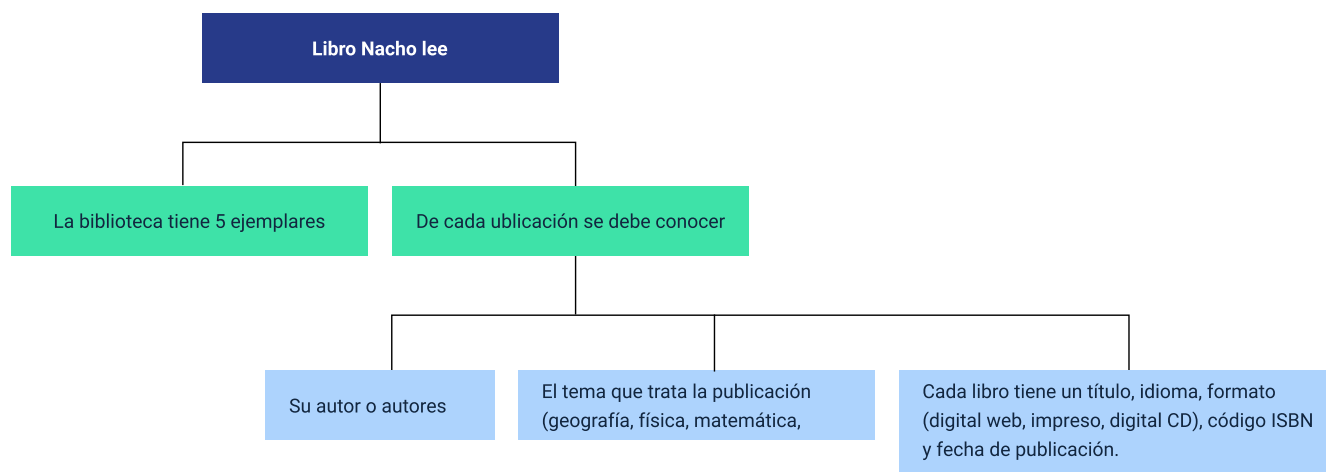 Libro Nacho lee
La biblioteca tiene 5 ejemplares
De cada ublicación se debe conocer
Su autor o autores
El tema que trata la publicación
(geografía, física, matemática,
Cada libro tiene un título, idioma, formato
(digital web, impreso, digital CD), código ISBN
y fecha de publicación.